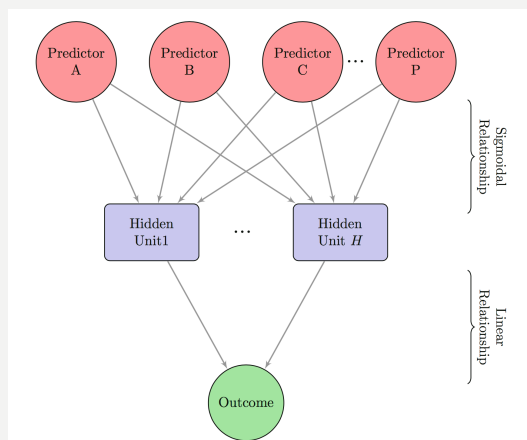 Predictor
A
Predictor
B
Predictor
C
...
Predictor
P
Sigmoidal
Relationship
Hidden
Unit1
...
Hidden
Unit H
Linear
Relationship
Outcome